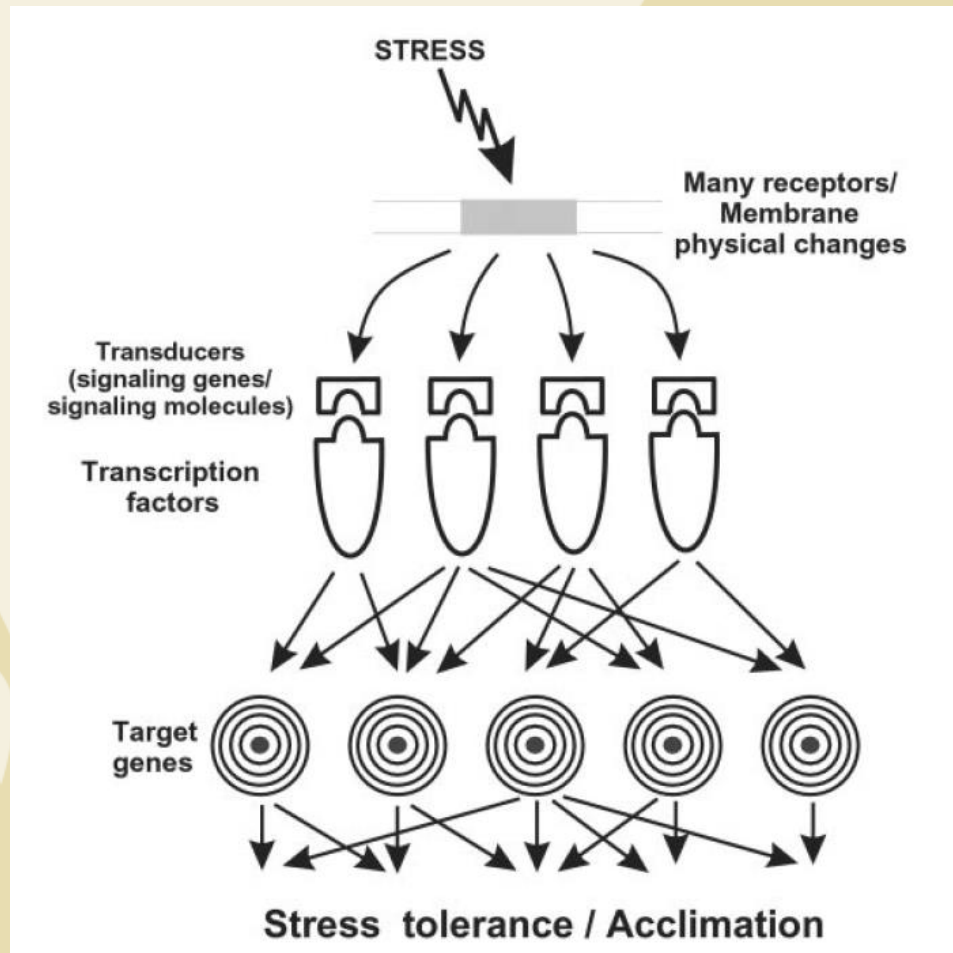 STRESS
Many receptors/
Membrane
physical changes
Transducers
(signaling genes/
signaling molecules)
Transcription
factors
Target
genes
Stress tolerance / Acclimation